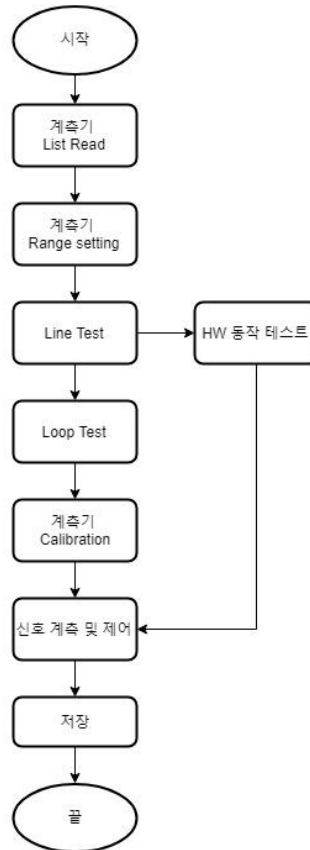 시작
계측기
List Read
계측기
Range setting
Line Test
HW 동작 테스트
Loop Test
계측기
Calibration
신호 계측 및 제어
저장
끝